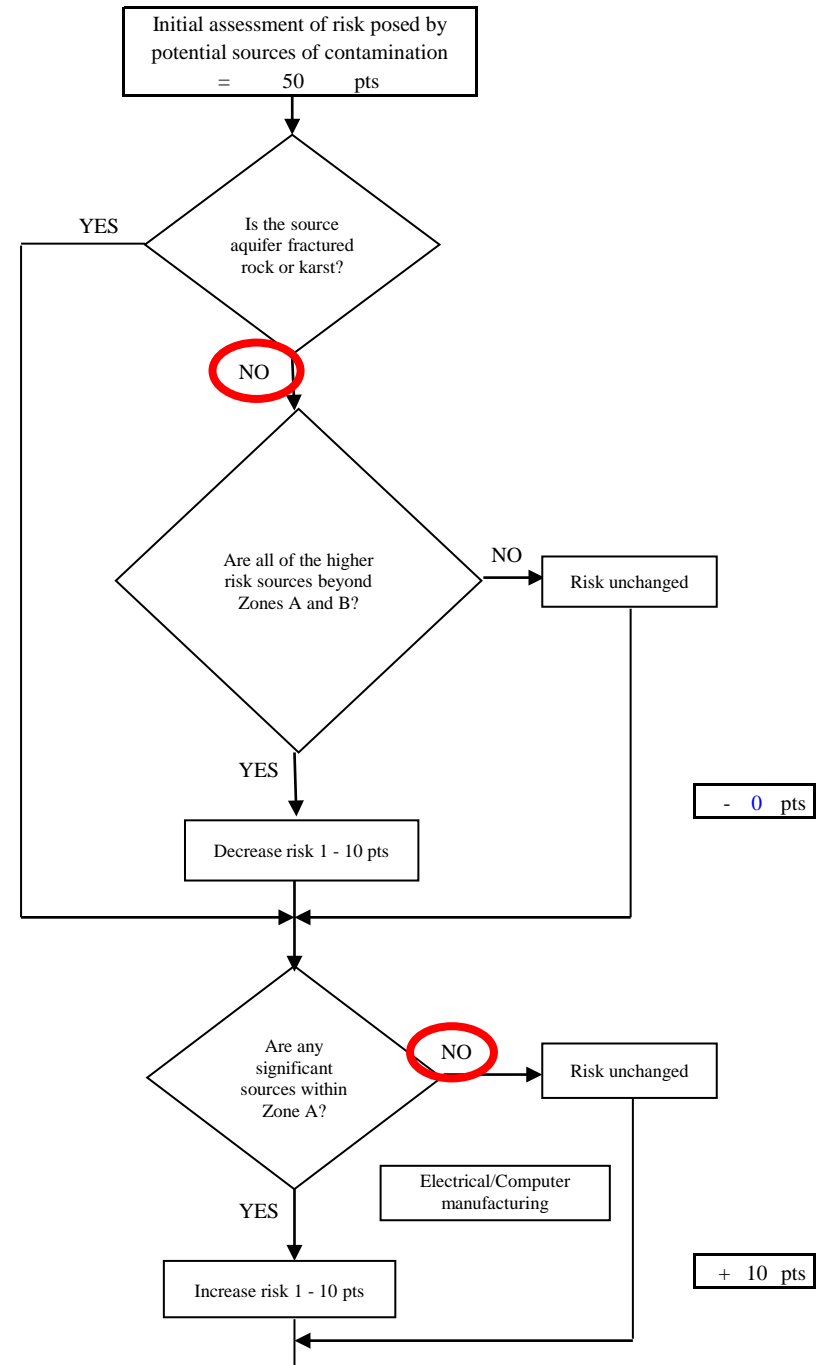 Initial assessment of risk posed by
potential sources of contamination
= 50 pts
YES
Is the source
aquifer fractured
rock or karst?
NO
Are all of the higher
risk sources beyond
Zones A and B?
NO
Risk unchanged
YES
- 0 pts
Decrease risk 1 - 10 pts
Are any
significant
sources within
Zone A?
NO
Risk unchanged
Electrical/Computer
manufacturing
YES
+ 10 pts
Increase risk 1 - 10 pts